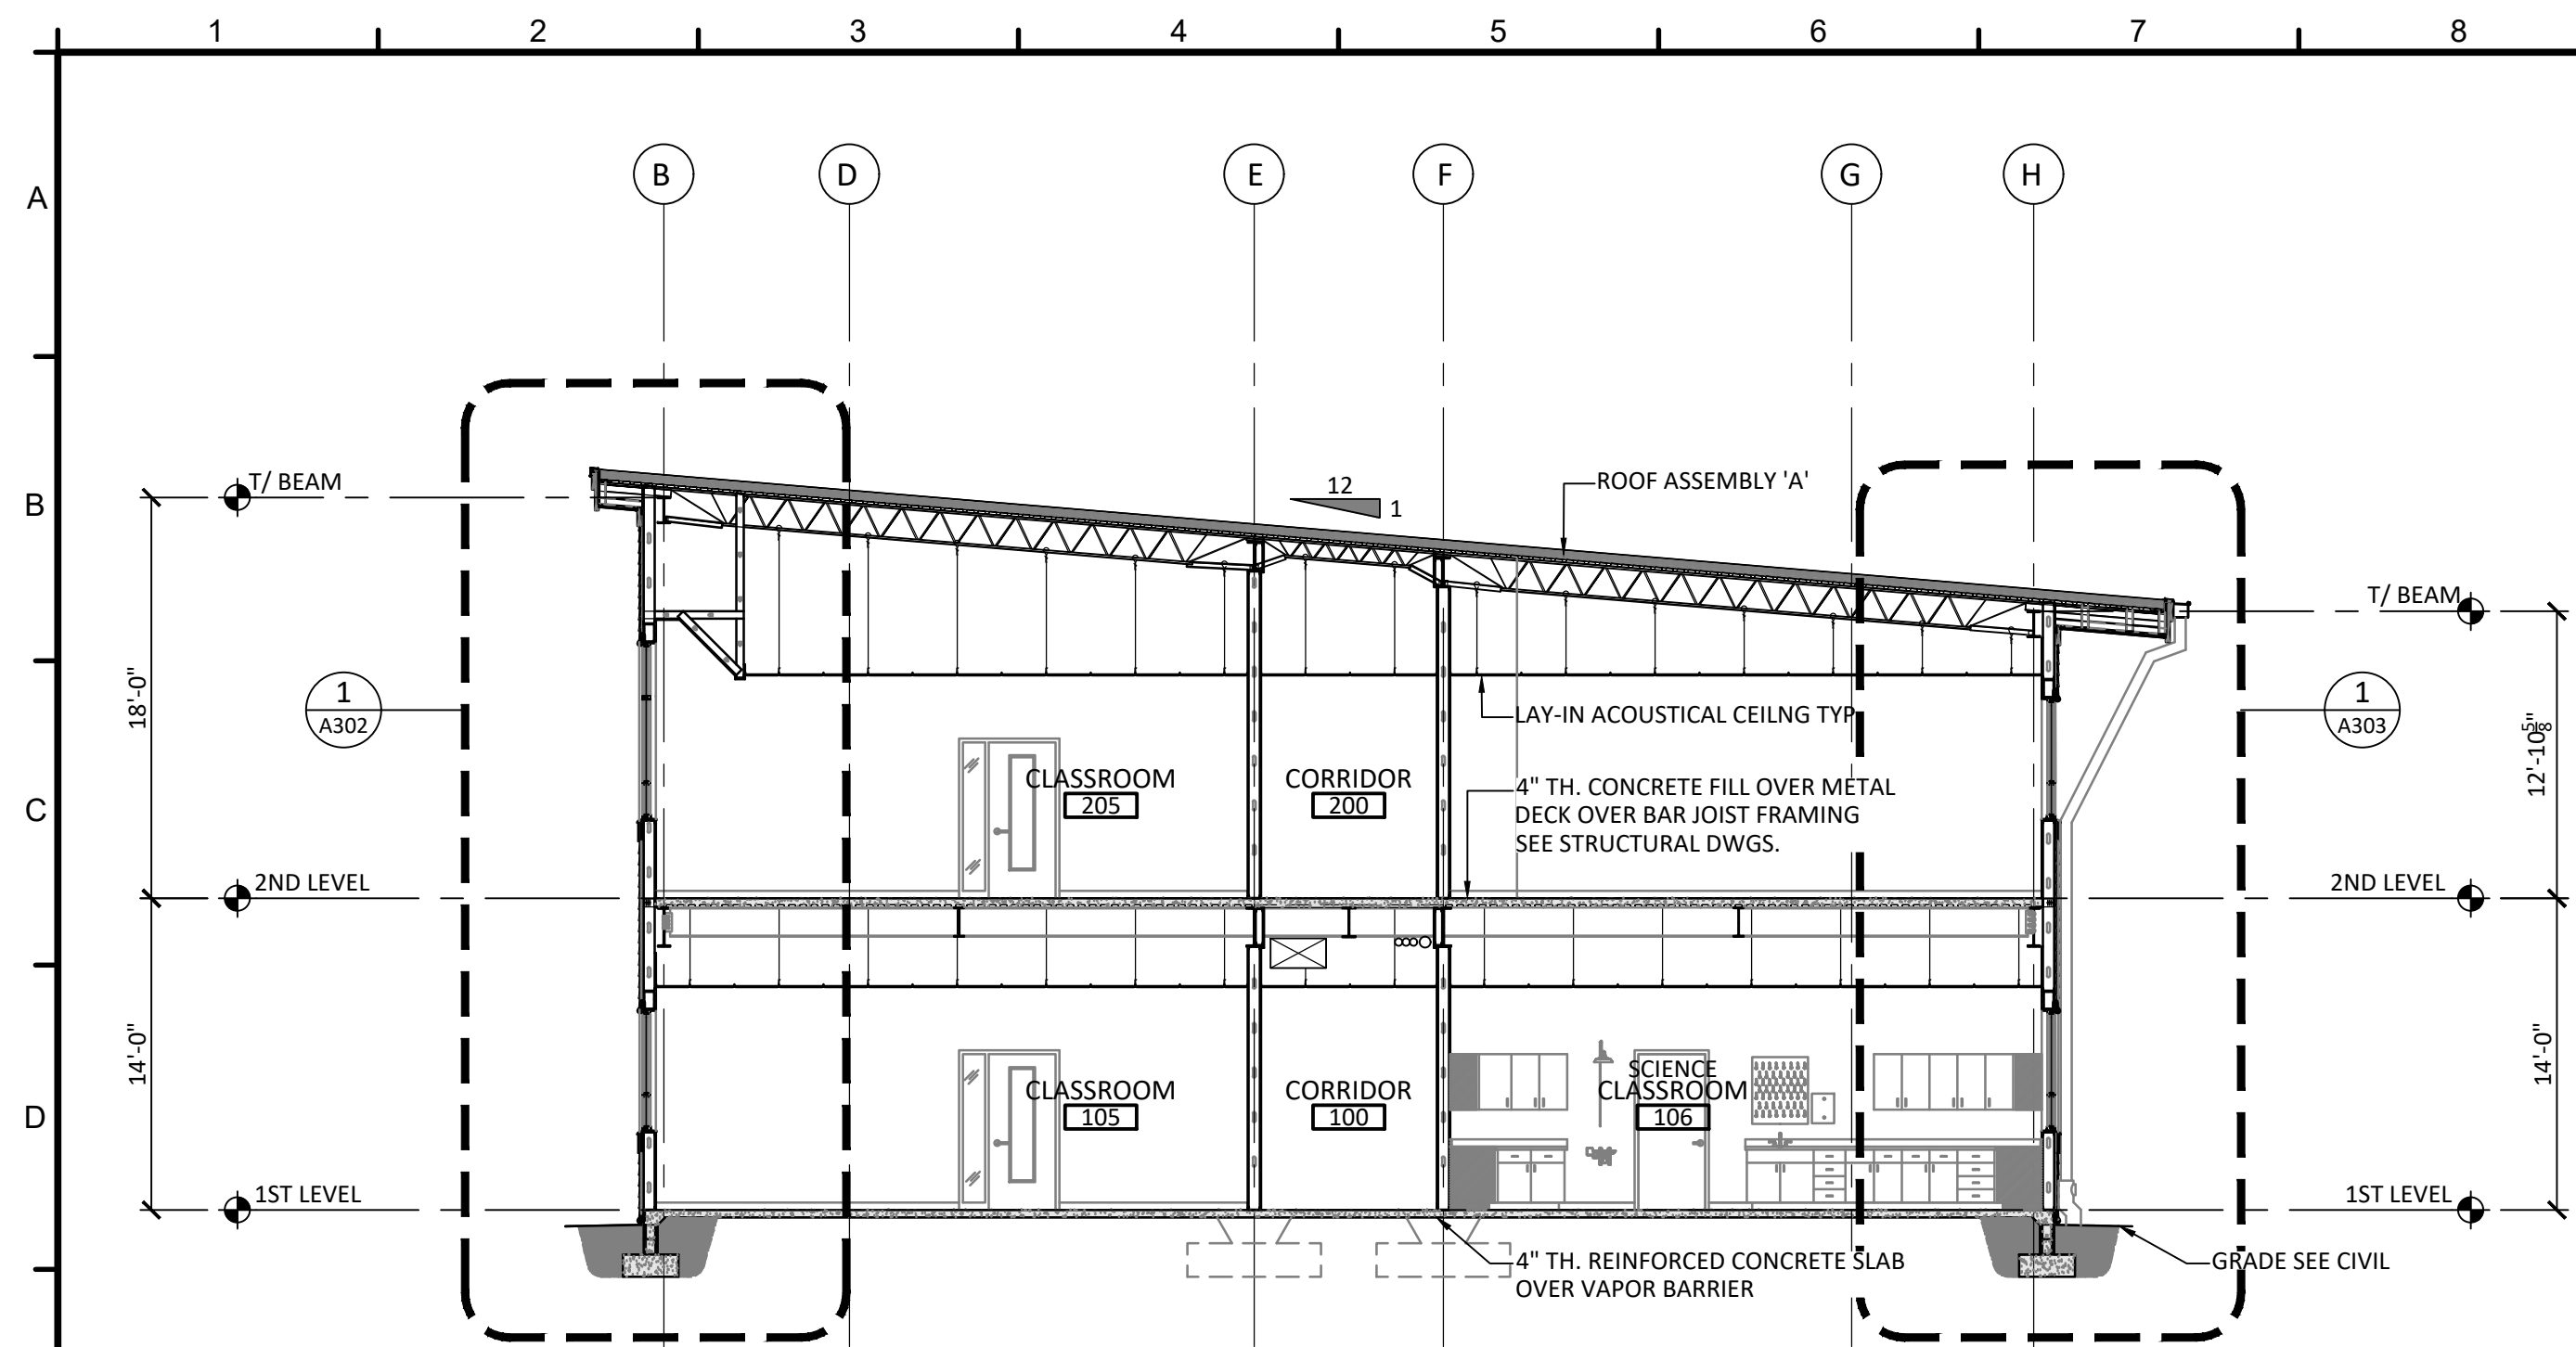 1 2 3 4 5 6 7 8
A
B D E F G H
B
T/ BEAM
12
1
ROOF ASSEMBLY 'A'
T/ BEAM
18'-0"
1
A302
LAY-IN ACOUSTICAL CEILNG TYP
1
A303
12'-10 5/8"
C
CLASSROOM
205
CORRIDOR
200
4" TH. CONCRETE FILL OVER METAL
DECK OVER BAR JOIST FRAMING
SEE STRUCTURAL DWGS.
2ND LEVEL
2ND LEVEL
14'-0"
14'-0"
D
CLASSROOM
105
CORRIDOR
100
SCIENCE
CLASSROOM
106
1ST LEVEL
1ST LEVEL
4" TH. REINFORCED CONCRETE SLAB
OVER VAPOR BARRIER
GRADE SEE CIVIL